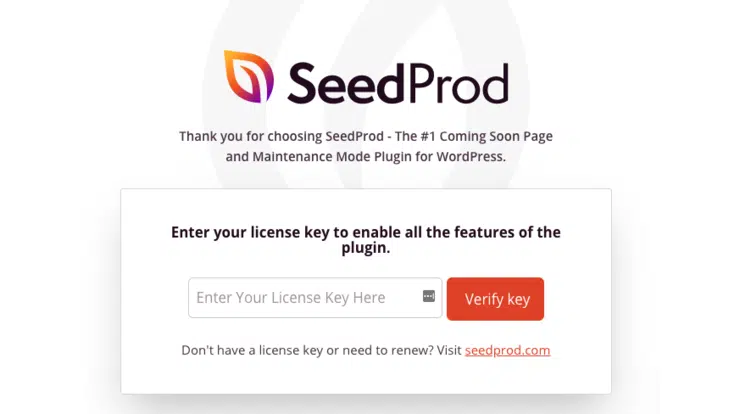 SeedProd
Thank you for choosing SeedProd - The #1 Coming Soon Page
and Maintenance Mode Plugin for WordPress.
Enter your license key to enable all the features of the
plugin.
Enter Your License Key Here
Verify key
Don't have a license key or need to renew? Visit seedprod.com